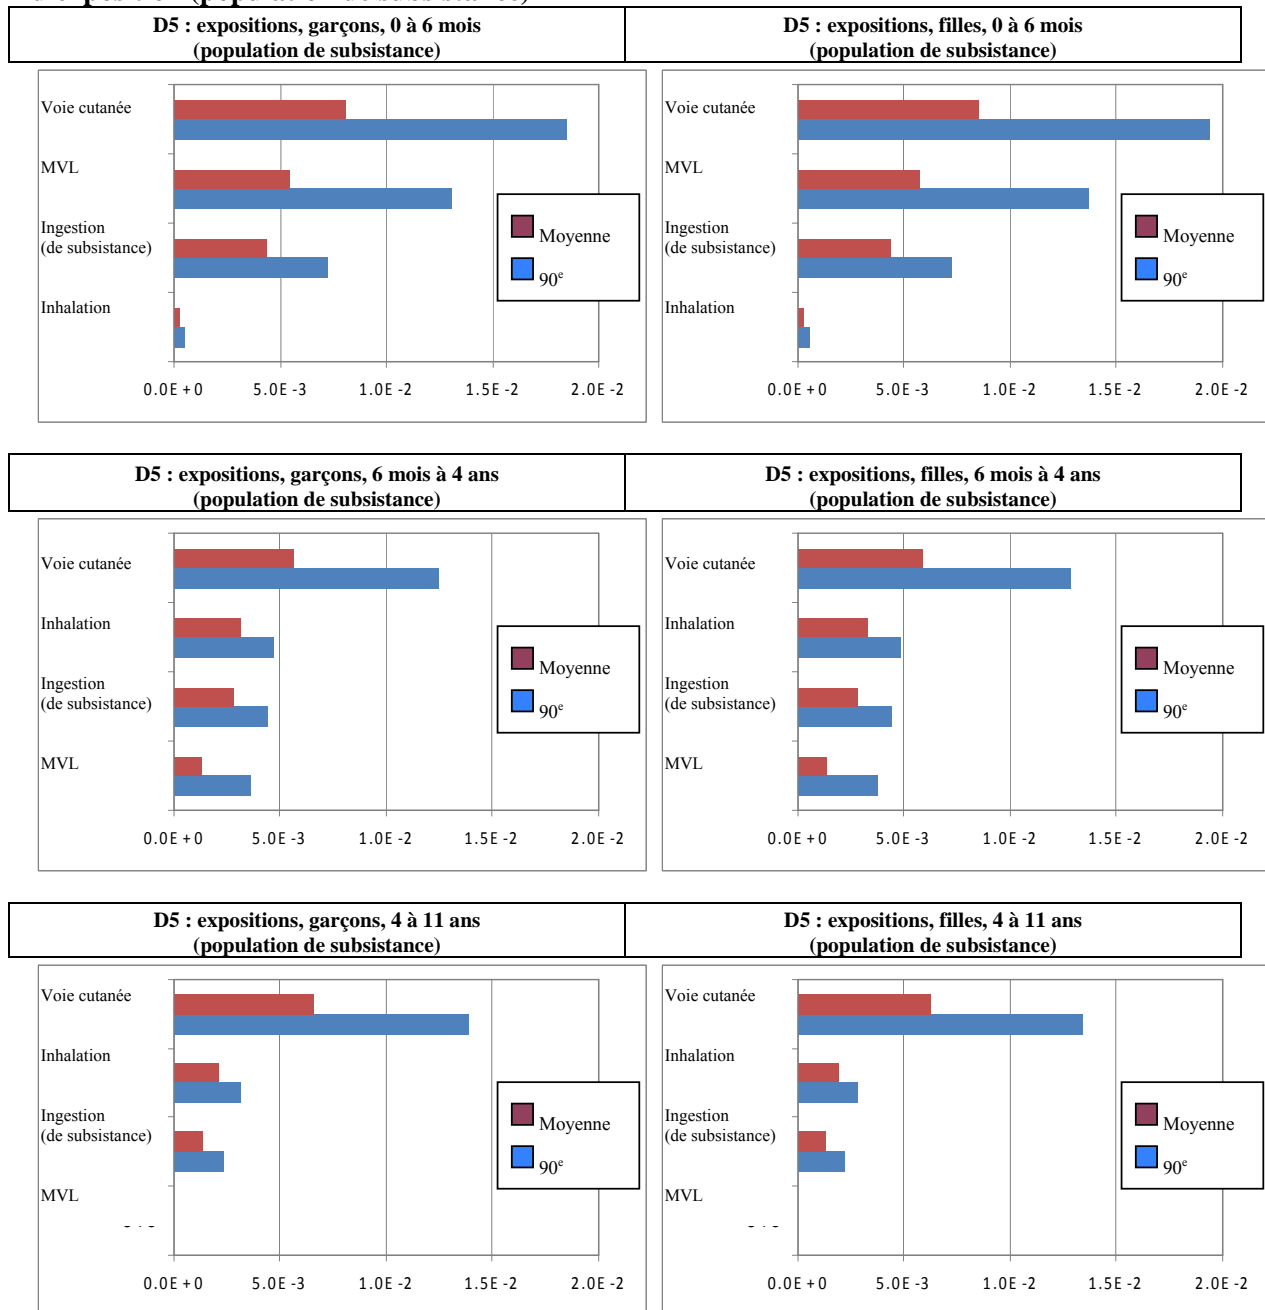 D5 : expositions, garçons, 0 à 6 mois
(population de subsistance)
D5 : expositions, filles, 0 à 6 mois
(population de subsistance)
Voie cutanée
MVL
Ingestion
(de subsistance)
Inhalation
Moyenne
90e
0.0E+0 5.0E-3 1.0E-2 1.5E-2 2.0E-2
Voie cutanée
MVL
Ingestion
(de subsistance)
Inhalation
Moyenne
90e
0.0E+0 5.0E-3 1.0E-2 1.5E-2 2.0E-2
D5 : expositions, garçons, 6 mois à 4 ans
(population de subsistance)
D5 : expositions, filles, 6 mois à 4 ans
(population de subsistance)
Voie cutanée
Inhalation
Ingestion
(de subsistance)
MVL
Moyenne
90e
0.0E+0 5.0E-3 1.0E-2 1.5E-2 2.0E-2
Voie cutanée
Inhalation
Ingestion
(de subsistance)
MVL
Moyenne
90e
0.0E+0 5.0E-3 1.0E-2 1.5E-2 2.0E-2
D5 : expositions, garçons, 4 à 11 ans
(population de subsistance)
D5 : expositions, filles, 4 à 11 ans
(population de subsistance)
Voie cutanée
Inhalation
Ingestion
(de subsistance)
MVL
Moyenne
90e
0.0E+0 5.0E-3 1.0E-2 1.5E-2 2.0E-2
Voie cutanée
Inhalation
Ingestion
(de subsistance)
MVL
Moyenne
90e
0.0E+0 5.0E-3 1.0E-2 1.5E-2 2.0E-2